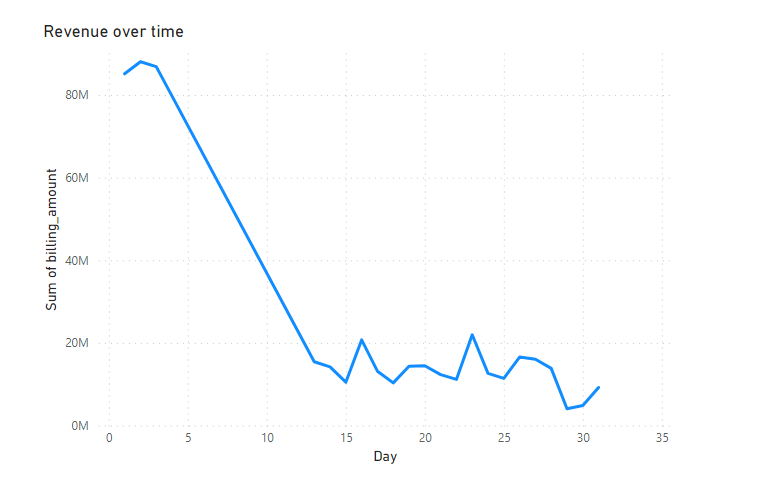 Revenue over time
Sum of billing_amount
80M
60M
40M
20M
0M
0 5 10 15 20 25 30 35
Day